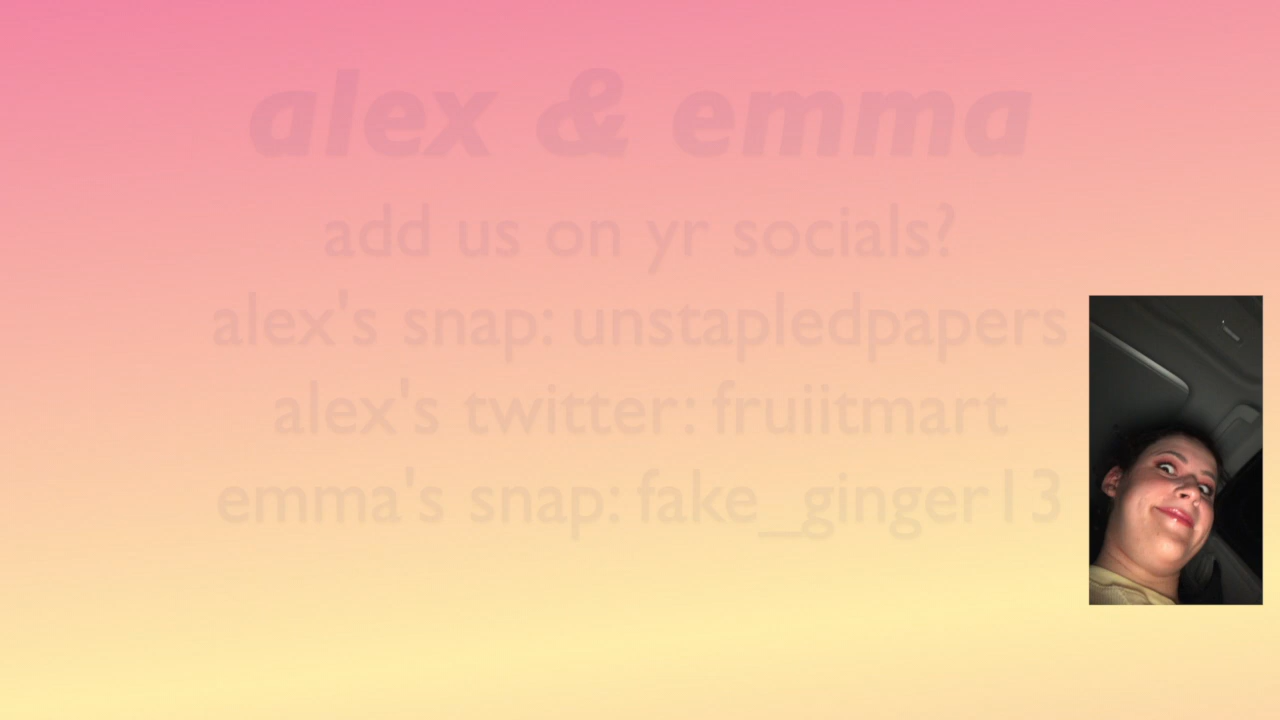 alex & emma
add us on yr socials?
alex's snap: unstapledpapers
alex's twitter: fruiitmart
emma's snap: fake_ginger13